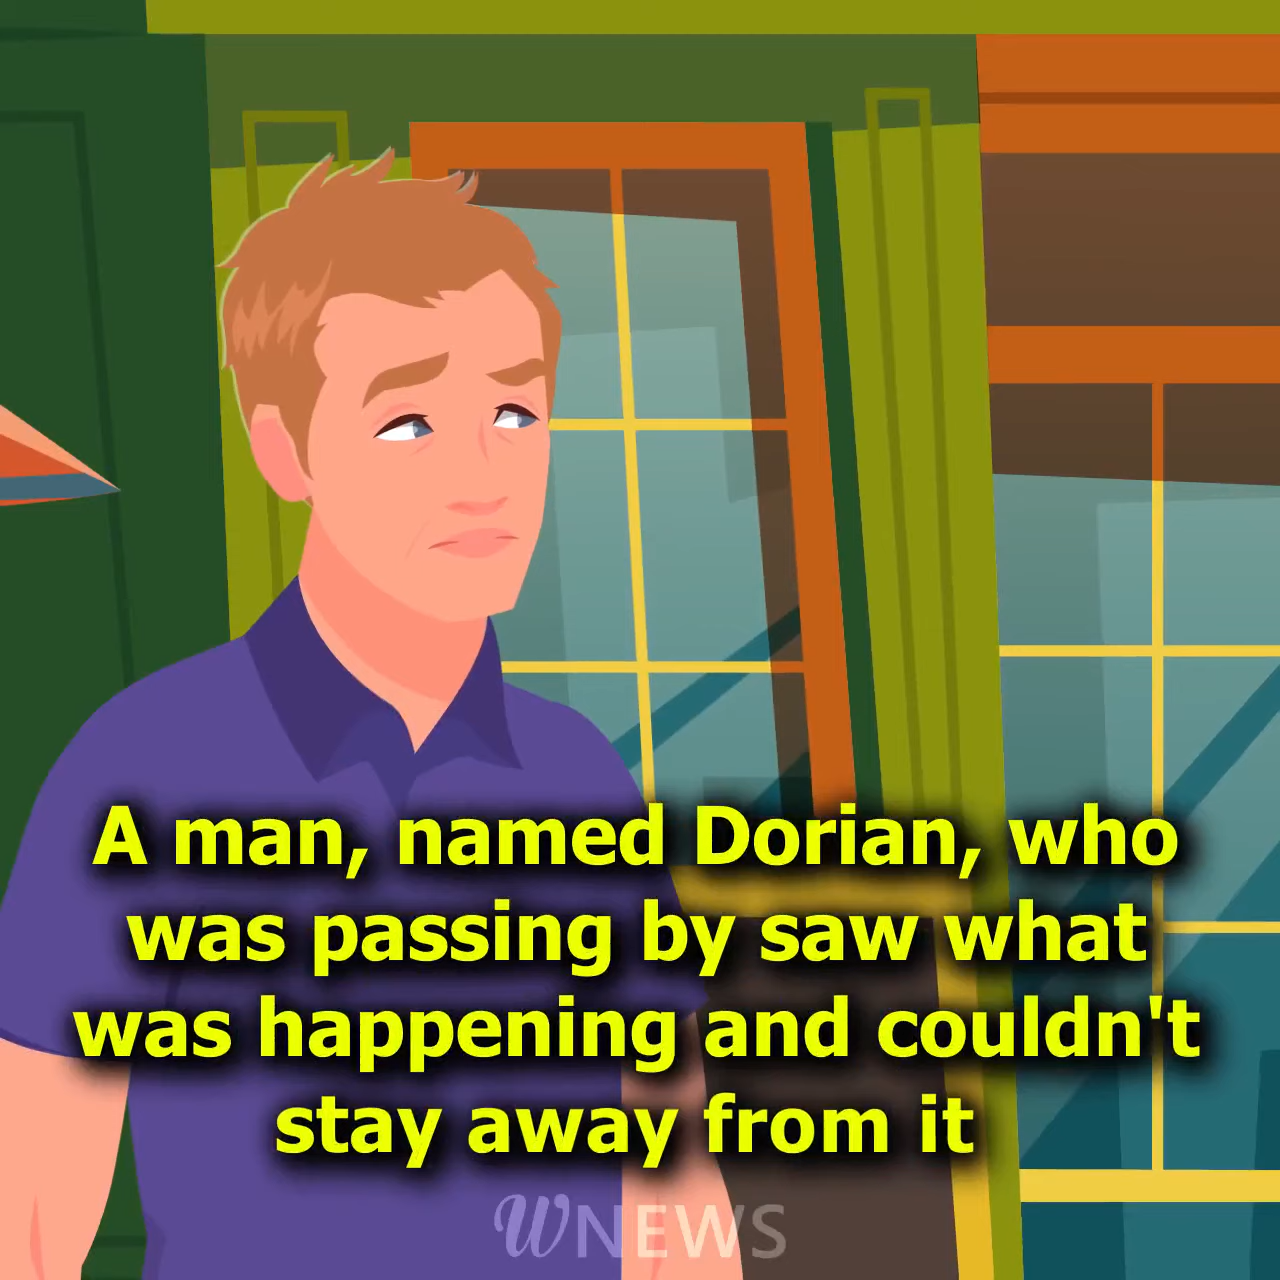 A man, named Dorian, who
was passing by saw what
was happening and couldn't
stay away from it
WNEWS